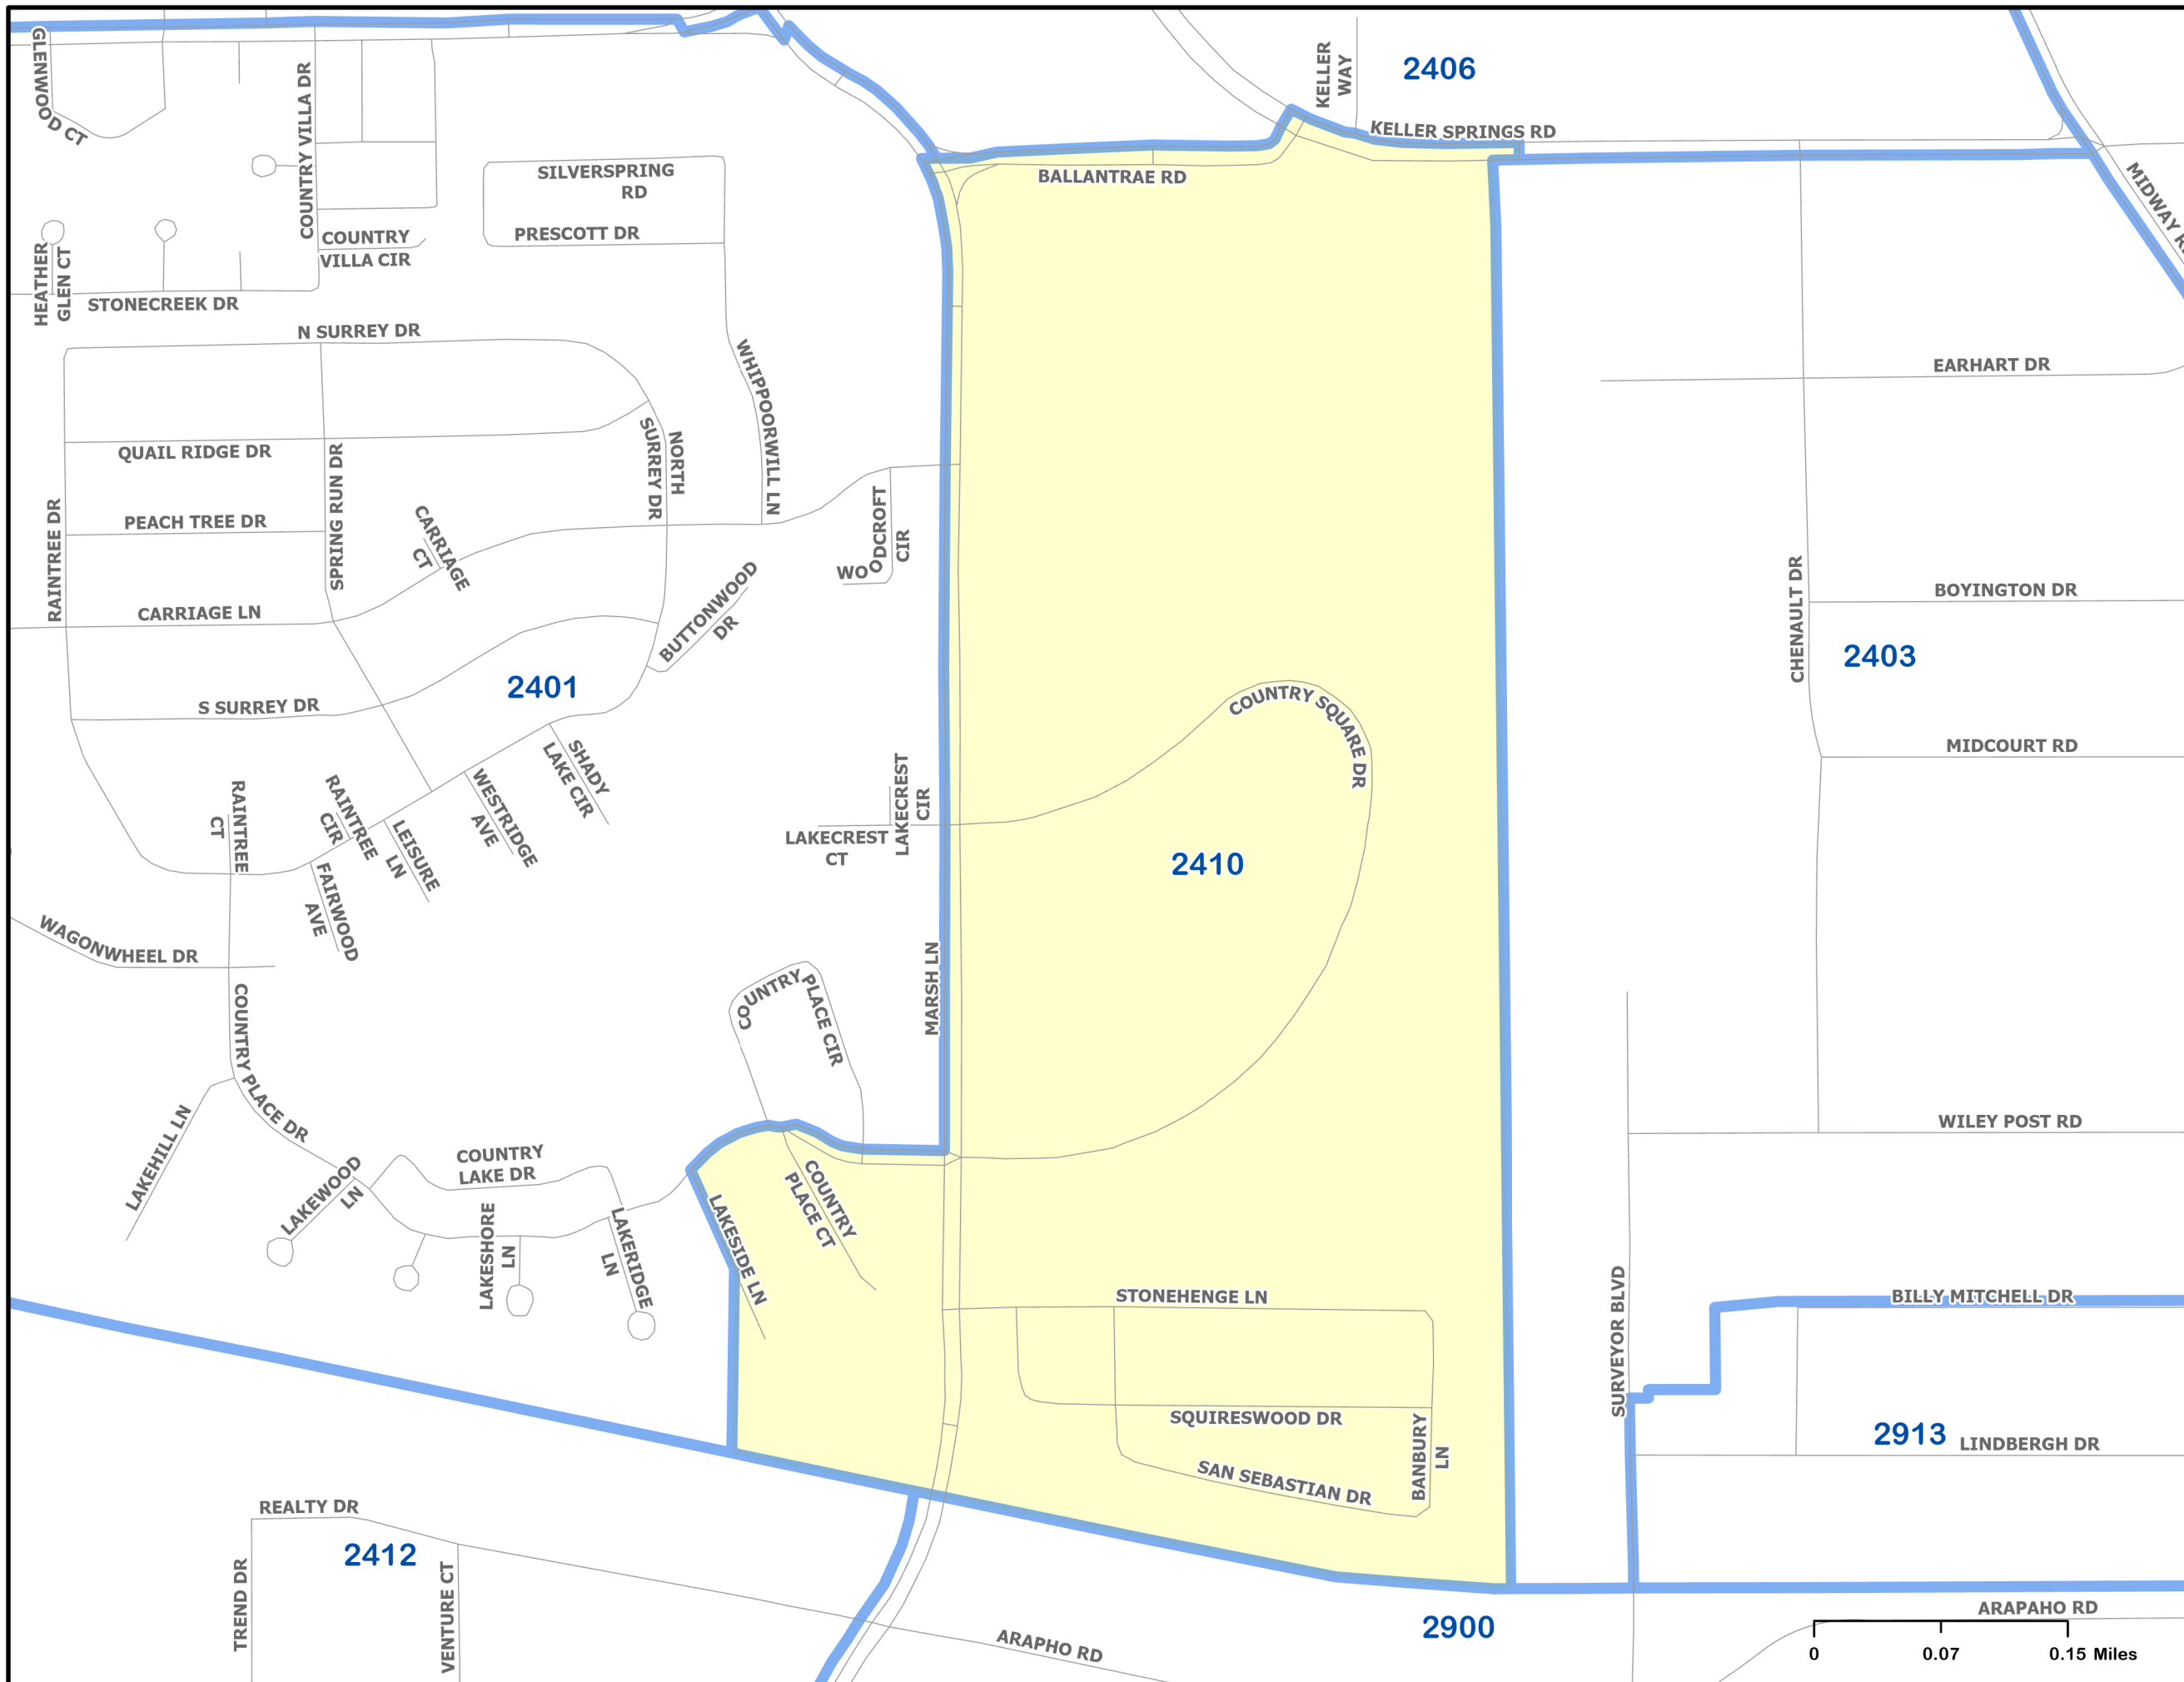 GLENWOOD CT
COUNTRY VILLA DR
KELLER
WAY
2406
KELLER SPRINGS RD
MIDWAY R
SILVERSPRING
RD
BALLANTRAE RD
PRESCOTT DR
COUNTRY
VILLA CIR
HEATHER
GLEN CT
STONECREEK DR
N SURREY DR
WHIPPOORWILL LN
EARHART DR
QUAIL RIDGE DR
SPRING RUN DR
NORTH
SURREY DR
RAINTREE DR
PEACH TREE DR
CARRIAGE
CT
WOODCROFT
CIR
BUTTONWOOD
DR
CARRIAGE LN
CHENAULT DR
BOYINGTON DR
2403
2401
S SURREY DR
COUNTRY SQUARE DR
MIDCOURT RD
SHADY
LAKE CIR
WESTRIDGE
AVE
RAINTREE
CT
RAINTREE
CIR
LEISURE
LN
FAIRWOOD
AVE
LAKECREST
CIR
LAKECREST
CT
2410
WAGONWHEEL DR
MARSH LN
COUNTRY
PLACE CIR
COUNTRY PLACE DR
WILEY POST RD
LAKEHILL LN
LAKEWOOD
LN
COUNTRY
LAKE DR
LAKESHORE
LN
LAKERIDGE
LN
LAKESIDE LN
COUNTRY
PLACE CT
STONEHENGE LN
SURVEYOR BLVD
BILLY MITCHELL DR
SQUIRESWOOD DR
BANBURY
LN
SAN SEBASTIAN DR
2913
LINDBERGH DR
REALTY DR
2412
TREND DR
VENTURE CT
ARAPHO RD
2900
ARAPAHO RD
0 0.07 0.15 Miles